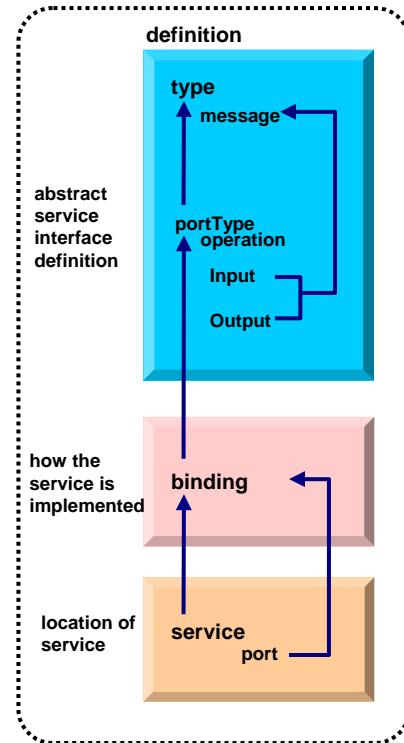 definition
type
message
abstract
service
interface
definition
portType
operation
Input
Output
how the
service is
implemented
binding
location of
service
service
port